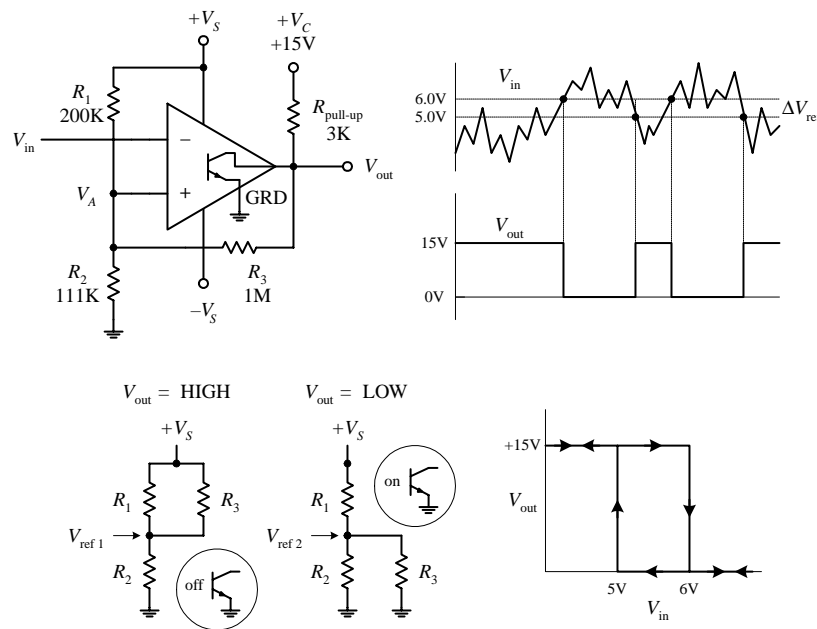 +V_S
+V_C
+15V
R_1
200K
R_pull-up
3K
V_in
−
V_out
V_A
+
GRD
R_2
111K
R_3
1M
−V_S
V_in
6.0V
5.0V
ΔV_re
V_out
15V
0V
V_out = HIGH
+V_S
R_1
R_3
V_ref 1
R_2
off
V_out = LOW
+V_S
on
R_1
V_ref 2
R_2
R_3
+15V
V_out
5V
6V
V_in